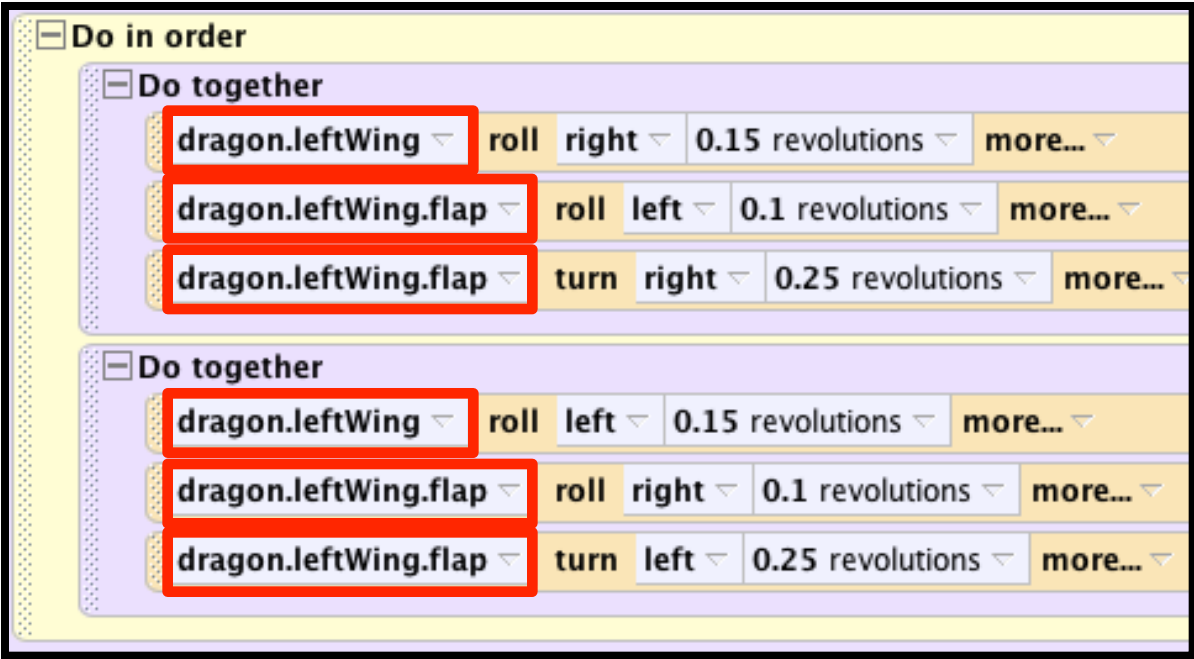 Do in order
Do together
dragon.leftWing roll right 0.15 revolutions more...
dragon.leftWing.flap roll left 0.1 revolutions more...
dragon.leftWing.flap turn right 0.25 revolutions more...
Do together
dragon.leftWing roll left 0.15 revolutions more...
dragon.leftWing.flap roll right 0.1 revolutions more...
dragon.leftWing.flap turn left 0.25 revolutions more...